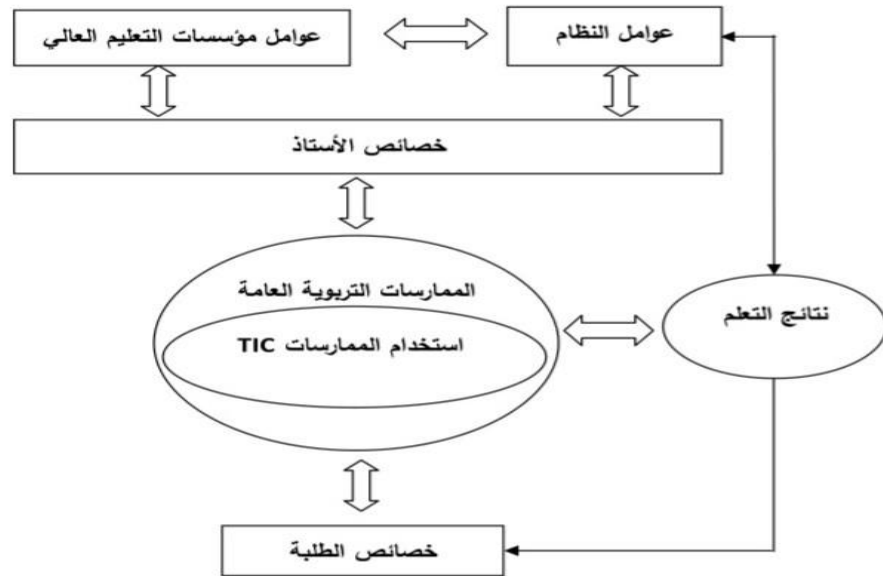 عوامل النظام
عوامل مؤسسات التعليم العالي
خصائص الأستاذ
الممارسات التربوية العامة
استخدام الممارسات TIC
نتائج التعلم
خصائص الطلبة